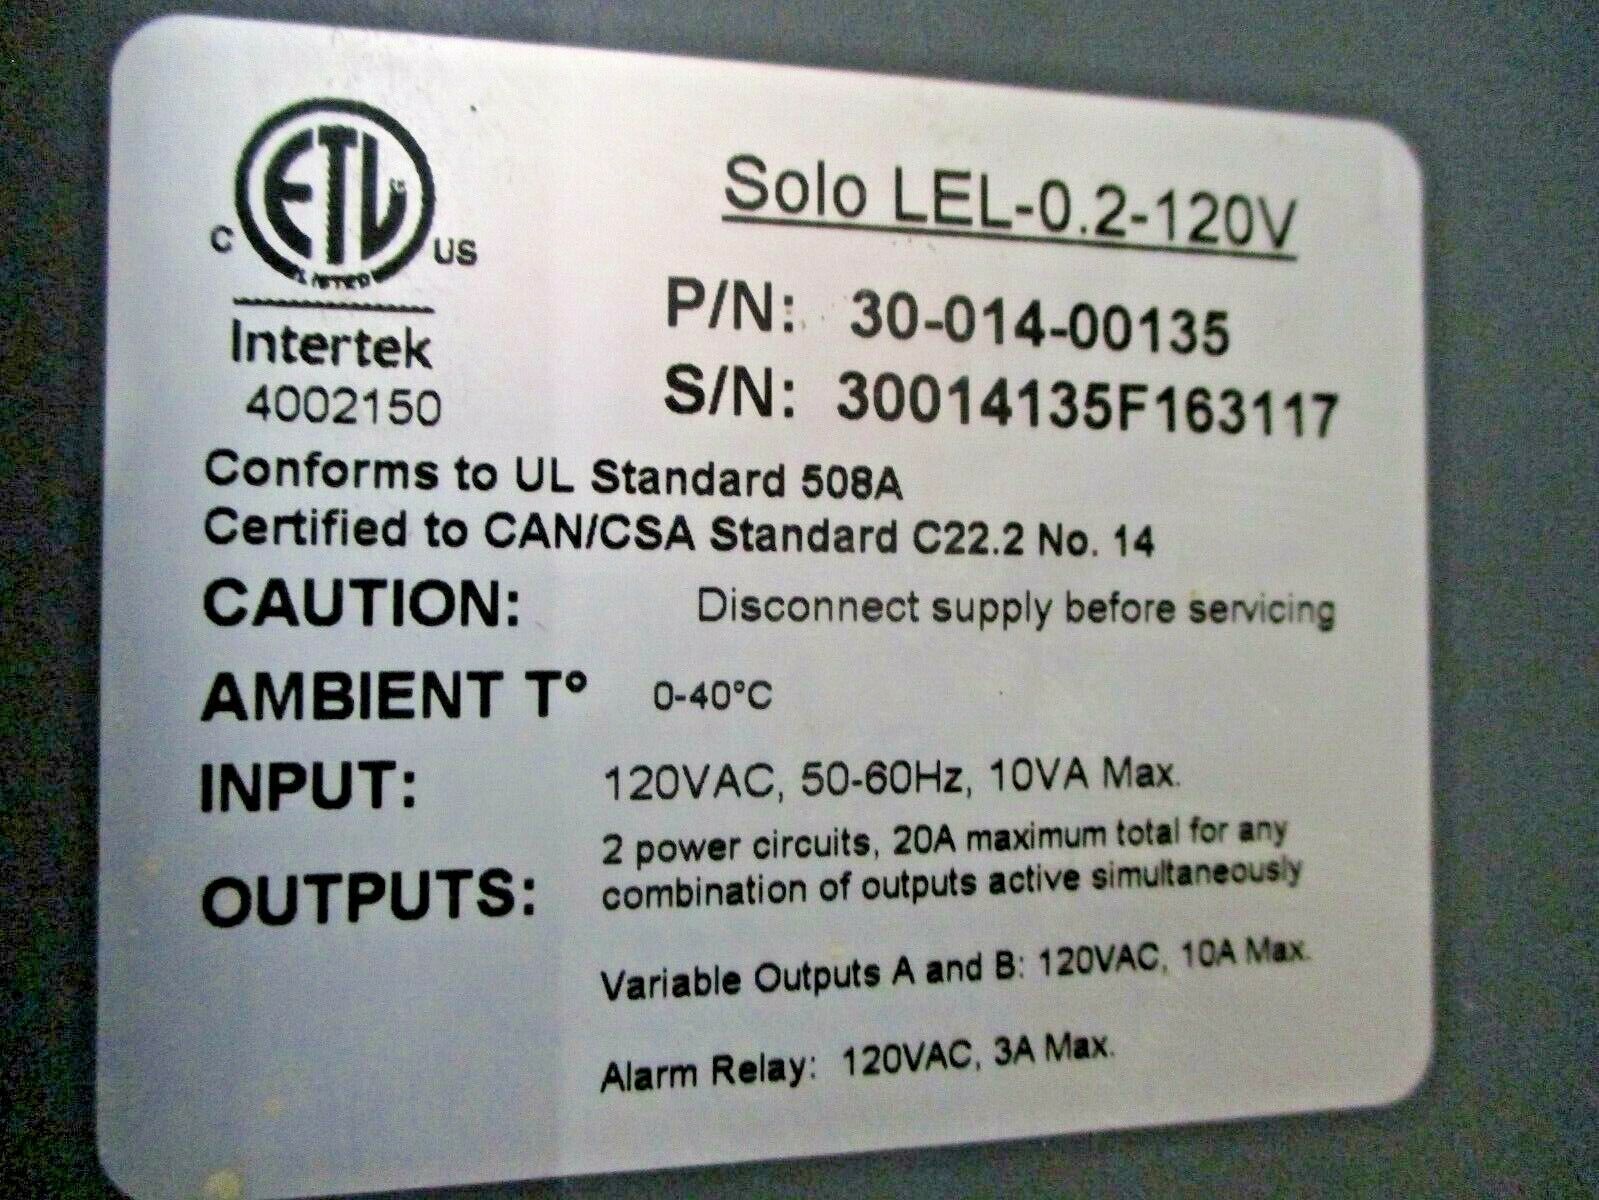 ETL
C US
LISTED
Intertek
4002150
Solo LEL-0.2-120V
P/N: 30-014-00135
S/N: 30014135F163117
Conforms to UL Standard 508A
Certified to CAN/CSA Standard C22.2 No. 14
CAUTION: Disconnect supply before servicing
AMBIENT T° 0-40°C
INPUT: 120VAC, 50-60Hz, 10VA Max.
OUTPUTS: 2 power circuits, 20A maximum total for any
combination of outputs active simultaneously
Variable Outputs A and B: 120VAC, 10A Max.
Alarm Relay: 120VAC, 3A Max.